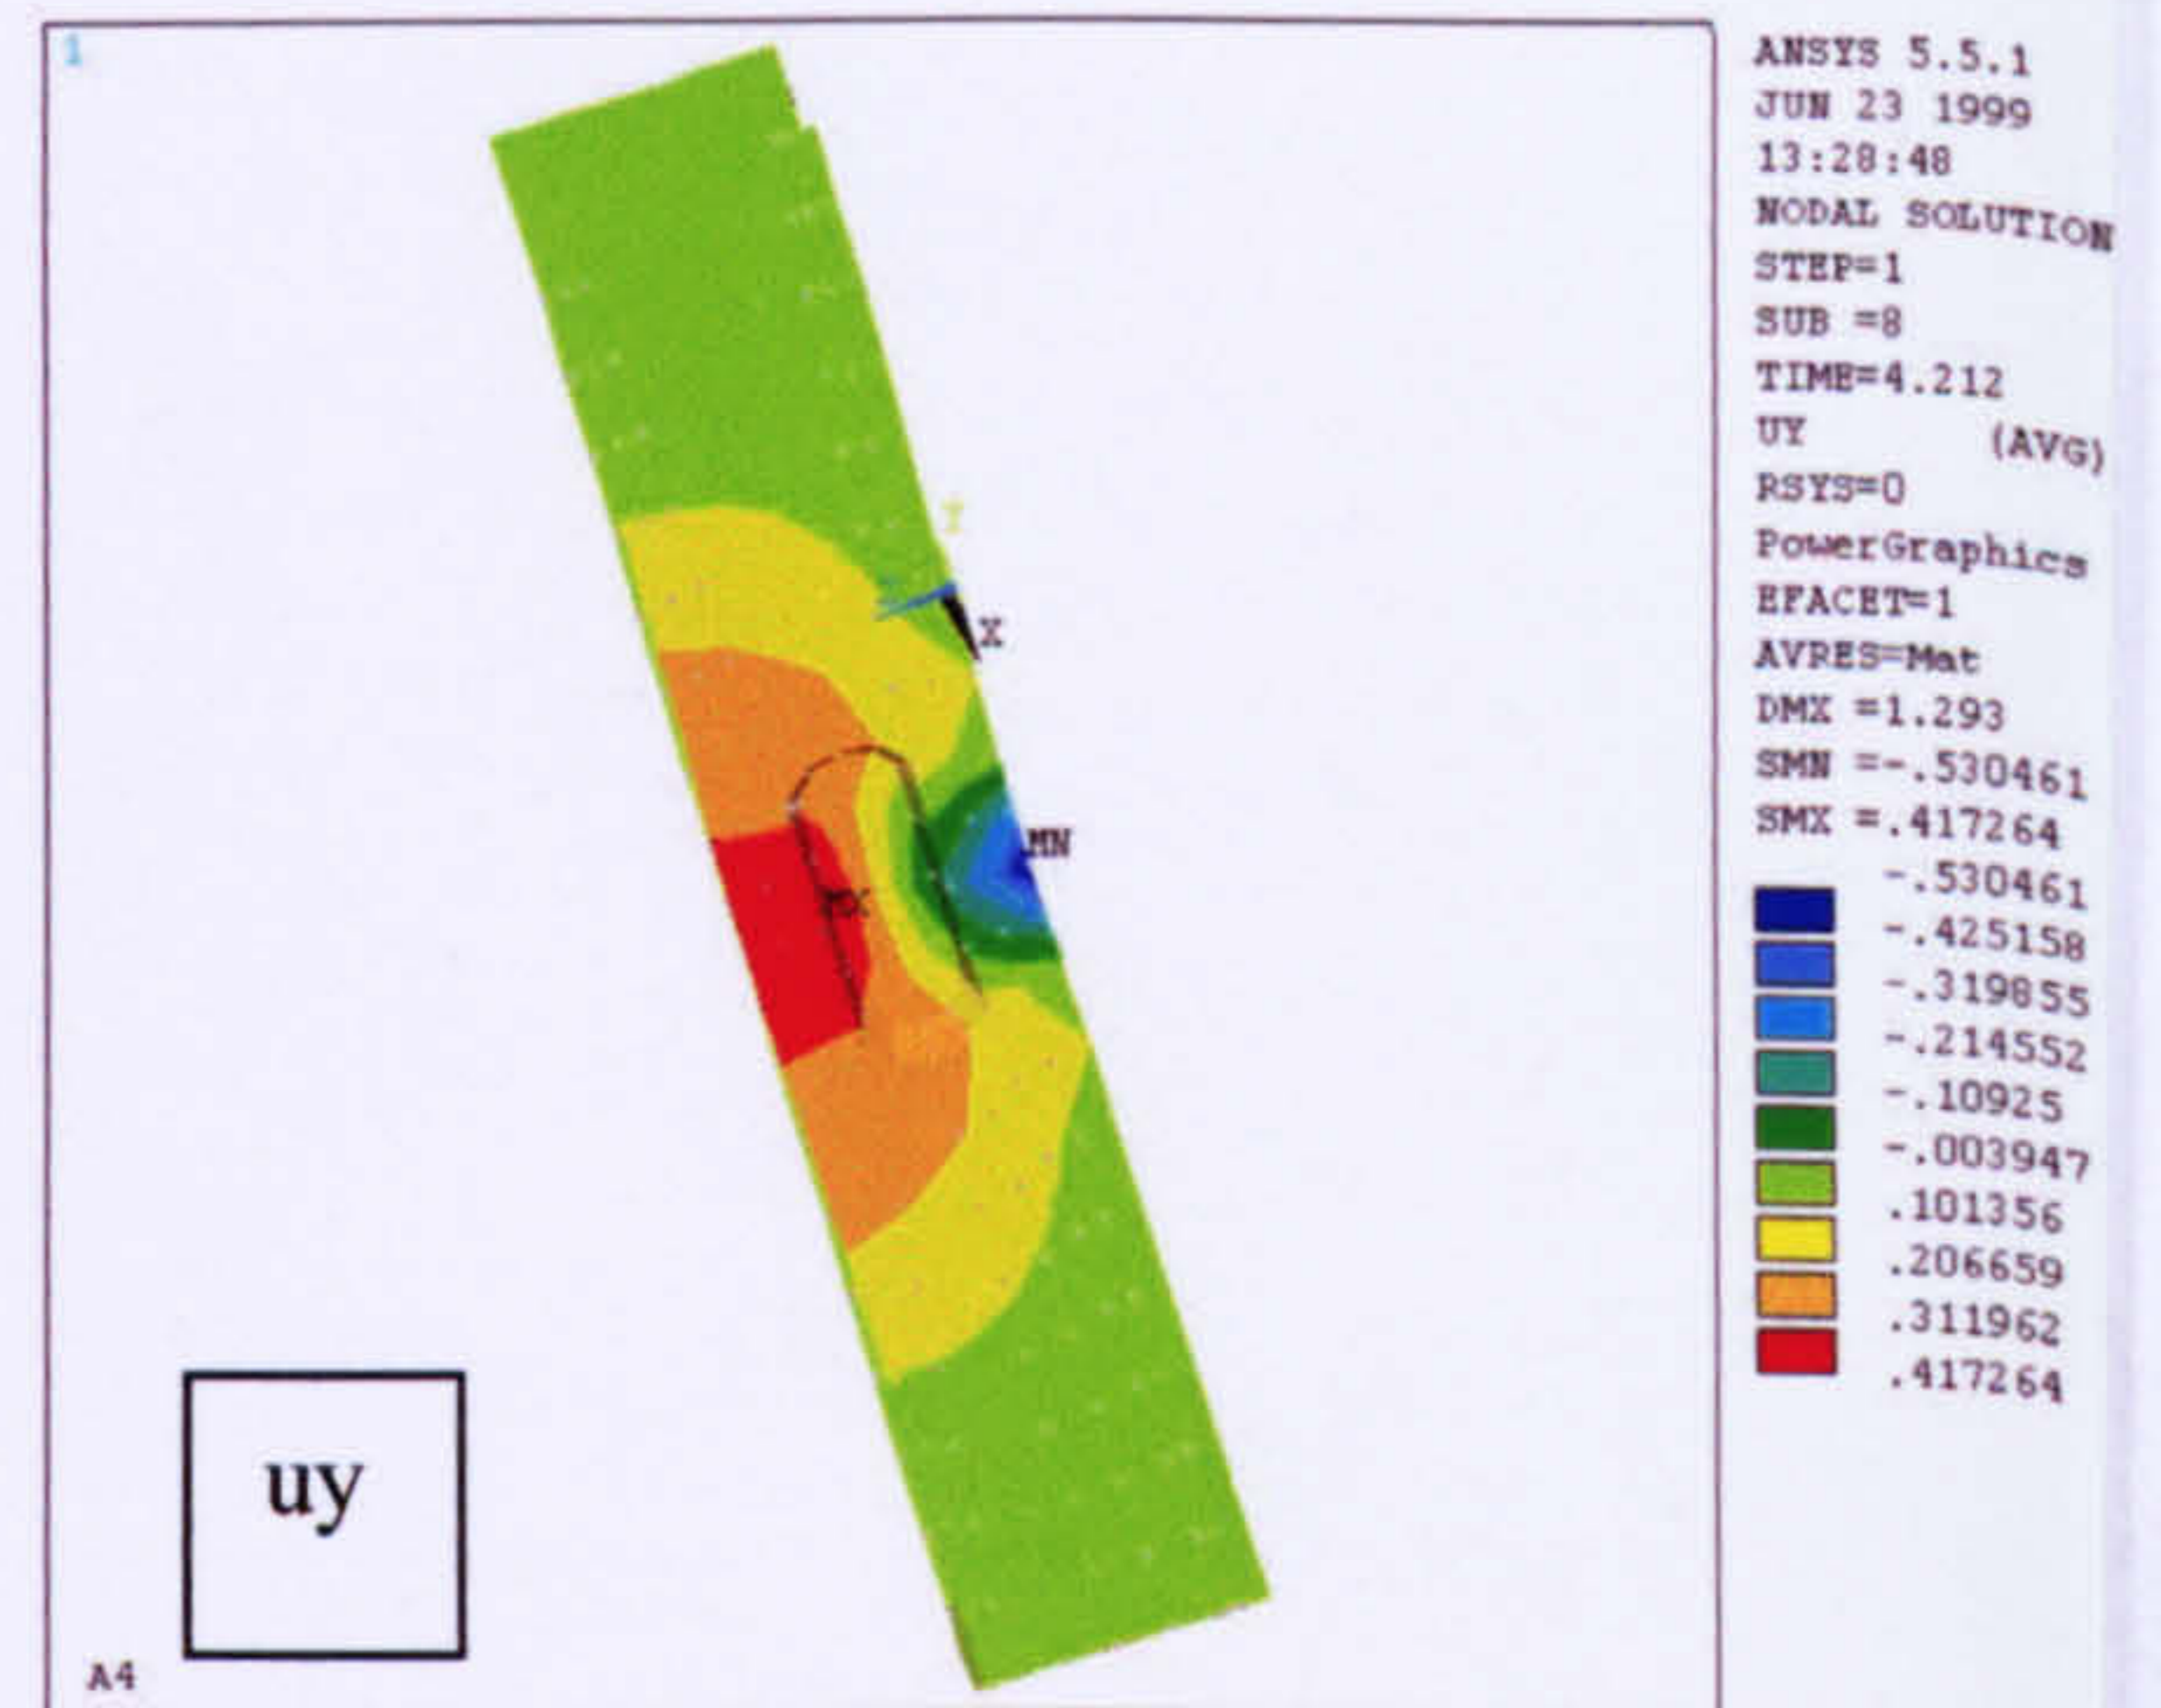 1
ANSYS 5.5.1
JUN 23 1999
13:28:48
NODAL SOLUTION
STEP=1
SUB =8
TIME=4.212
UY (AVG)
RSYS=0
PowerGraphics
EFACET=1
AVRES=Mat
DMX =1.293
SMN =-.530461
SMX =.417264
-.530461
-.425158
-.319855
-.214552
-.10925
-.003947
.101356
.206659
.311962
.417264
Y
X
MN
MX
uy
A4